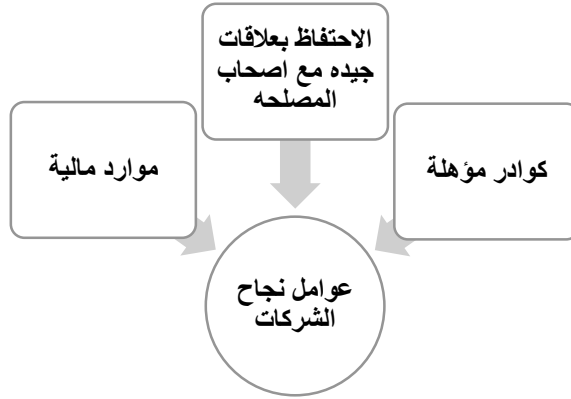 الاحتفاظ بعلاقات
جيده مع اصحاب
المصلحه
كوادر مؤهلة
موارد مالية
عوامل نجاح
الشركات